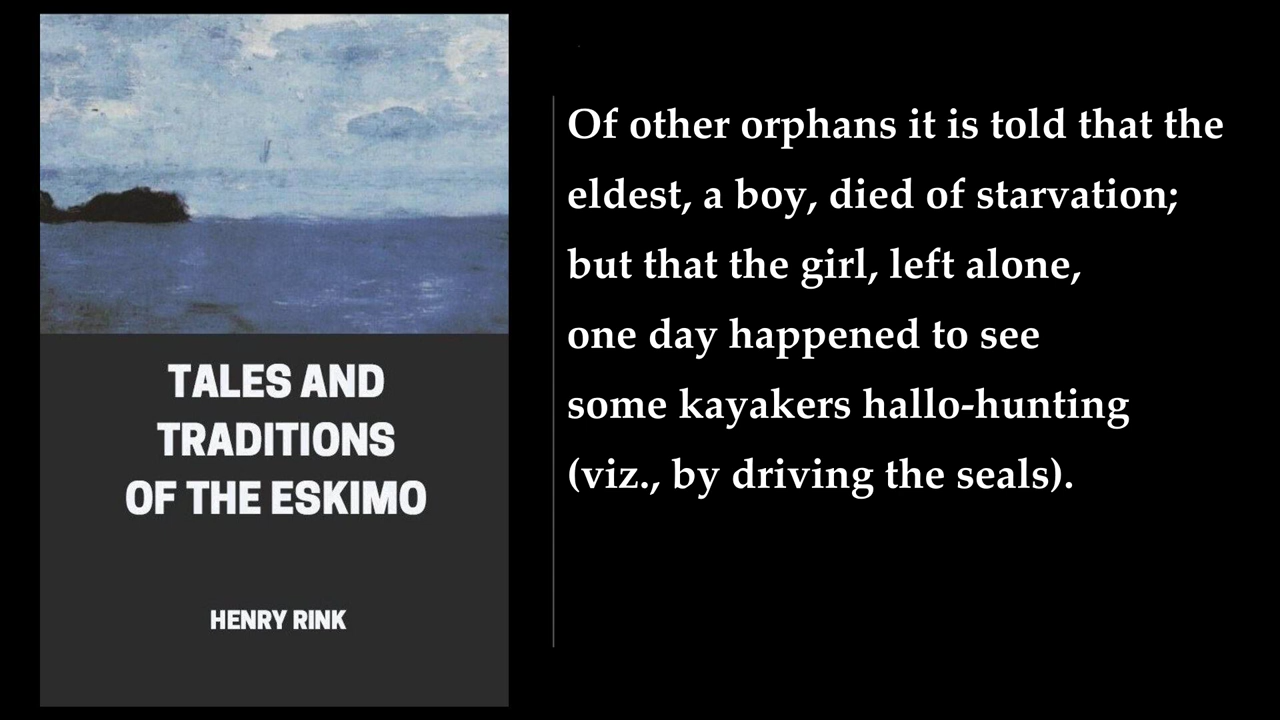 TALES AND
TRADITIONS
OF THE ESKIMO
HENRY RINK
Of other orphans it is told that the
eldest, a boy, died of starvation;
but that the girl, left alone,
one day happened to see
some kayakers hallo-hunting
(viz., by driving the seals).